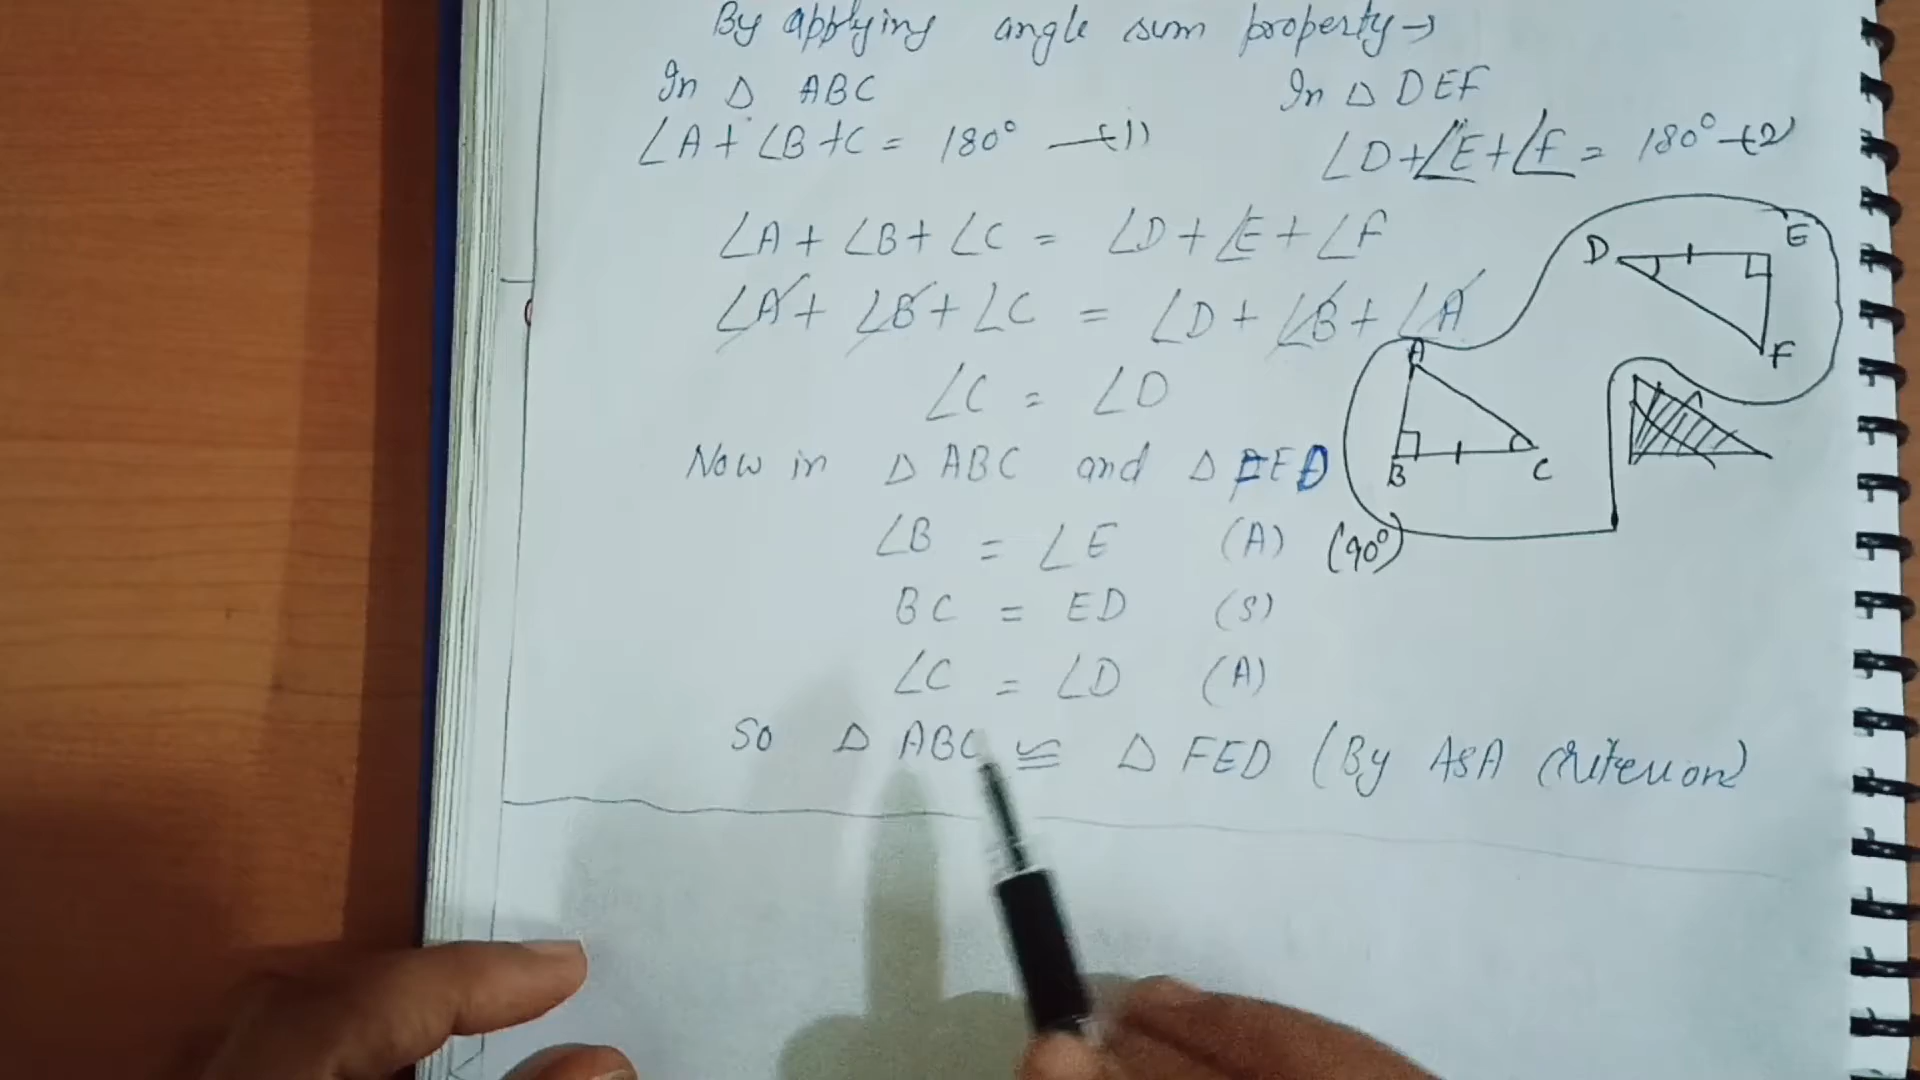 By applying angle sum property→
In Δ ABC
In Δ DEF
∠A + ∠B + C = 180° —(1)
∠D + ∠E + ∠F = 180° —(2)
∠A + ∠B + ∠C = ∠D + ∠E + ∠F
∠A + ∠B + ∠C = ∠D + ∠B + ∠A
∠C = ∠D
D E
F
A
B C
Now in Δ ABC and Δ FED
∠B = ∠E (A) (90°)
BC = ED (S)
∠C = ∠D (A)
So Δ ABC ≅ Δ FED (By ASA Criterion)